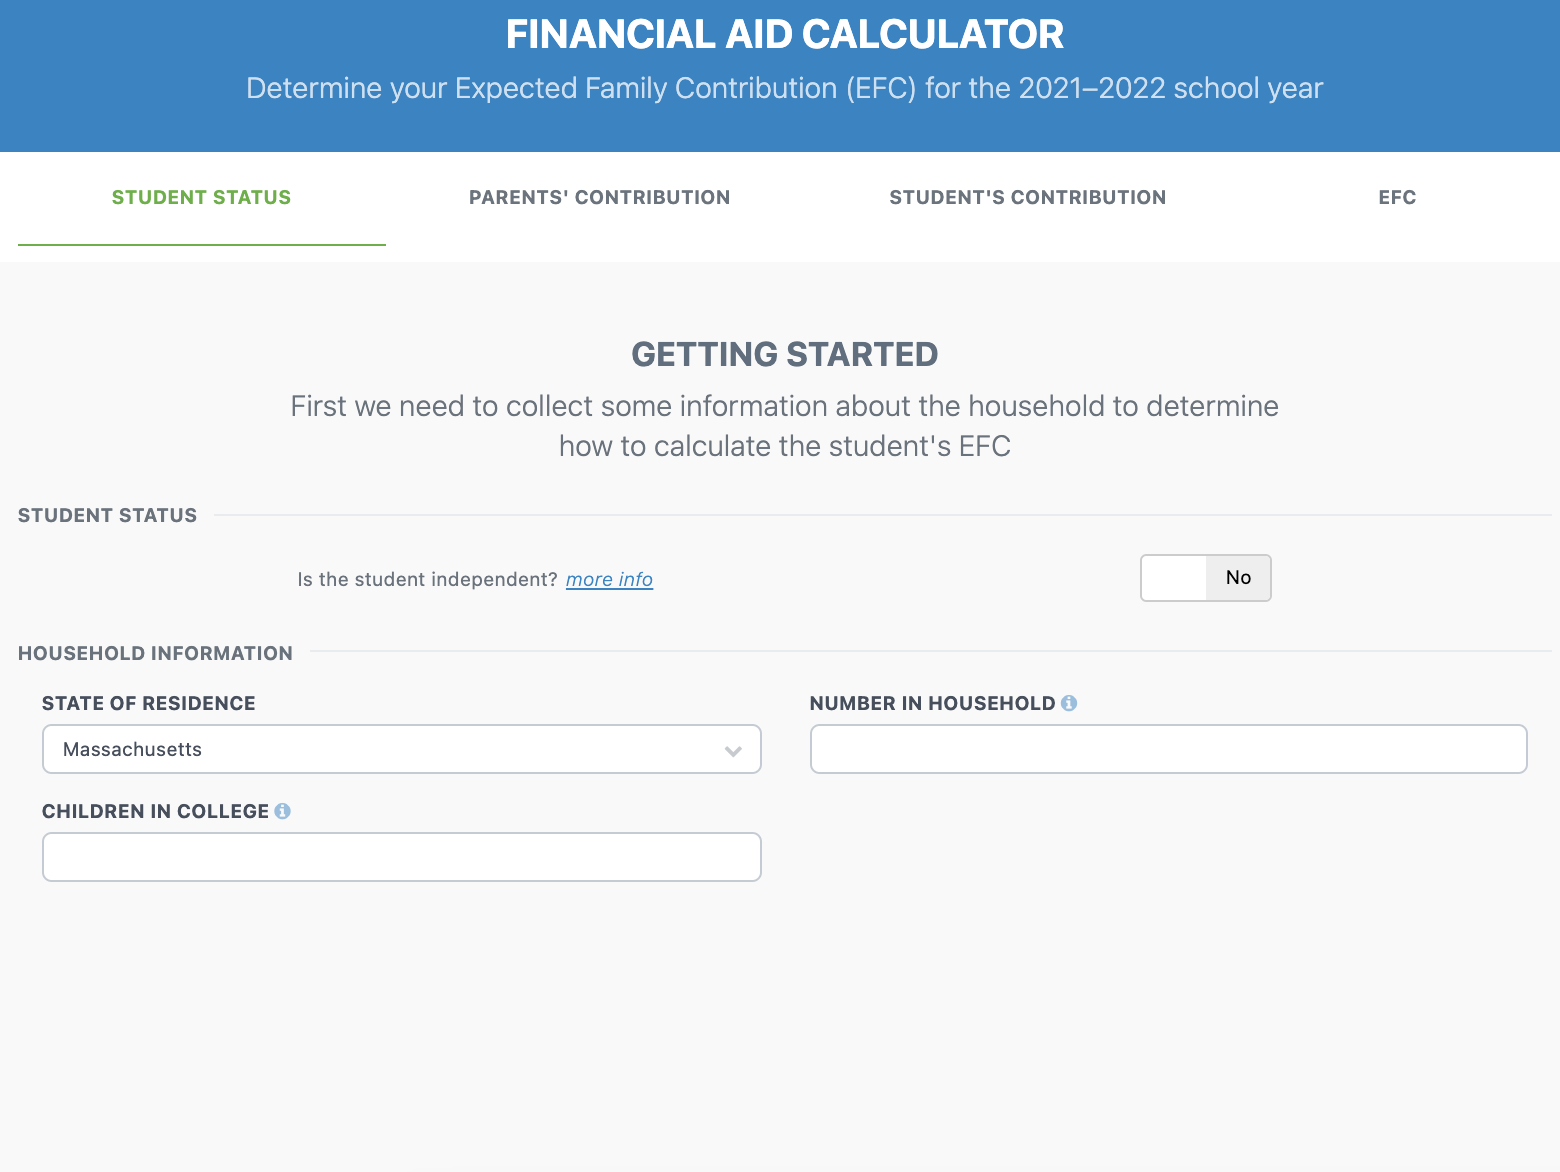 FINANCIAL AID CALCULATOR
Determine your Expected Family Contribution (EFC) for the 2021–2022 school year
STUDENT STATUS
PARENTS' CONTRIBUTION
STUDENT'S CONTRIBUTION
EFC
GETTING STARTED
First we need to collect some information about the household to determine
how to calculate the student's EFC
STUDENT STATUS
Is the student independent? more info
No
HOUSEHOLD INFORMATION
STATE OF RESIDENCE
Massachusetts
NUMBER IN HOUSEHOLD
CHILDREN IN COLLEGE